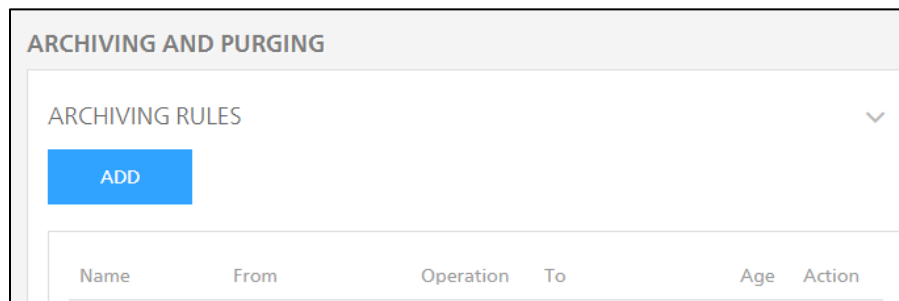 ARCHIVING AND PURGING
ARCHIVING RULES
ADD
Name From Operation To Age Action